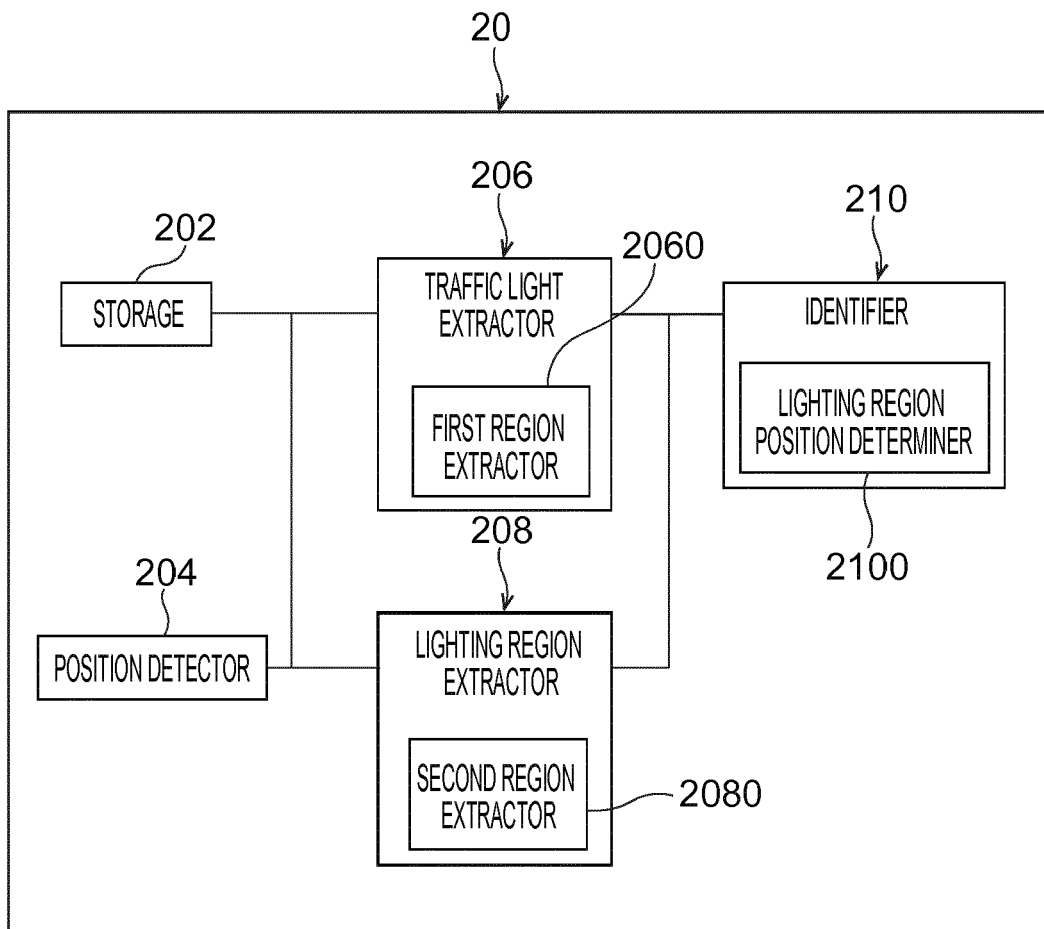 20
206
210
202
2060
STORAGE
TRAFFIC LIGHT
EXTRACTOR
IDENTIFIER
FIRST REGION
EXTRACTOR
LIGHTING REGION
POSITION DETERMINER
208
2100
204
POSITION DETECTOR
LIGHTING REGION
EXTRACTOR
SECOND REGION
EXTRACTOR
2080